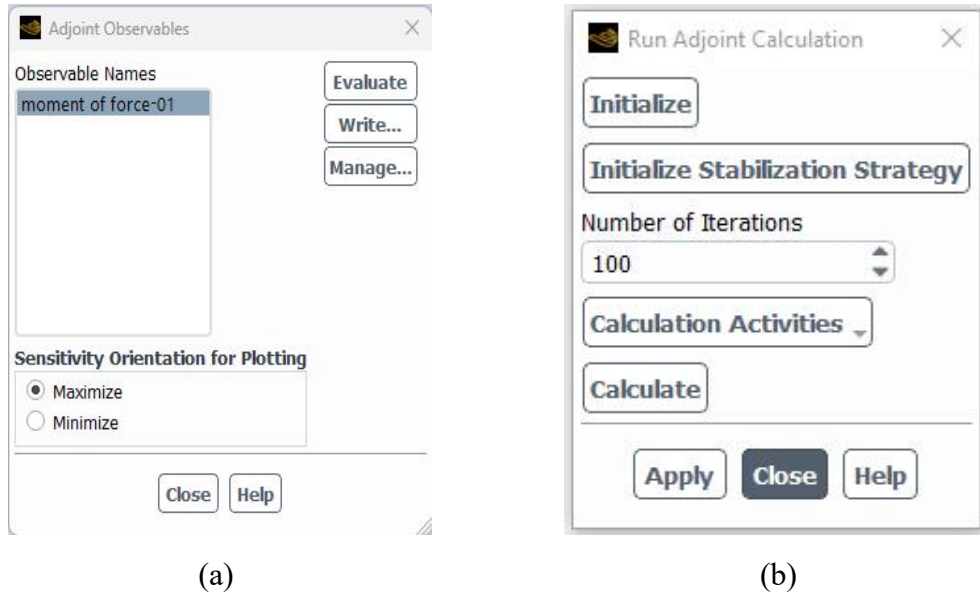 Adjoint Observables
Observable Names
moment of force-01
Evaluate
Write...
Manage...
Sensitivity Orientation for Plotting
Maximize
Minimize
Close Help
(a)
Run Adjoint Calculation
Initialize
Initialize Stabilization Strategy
Number of Iterations
100
Calculation Activities
Calculate
Apply Close Help
(b)